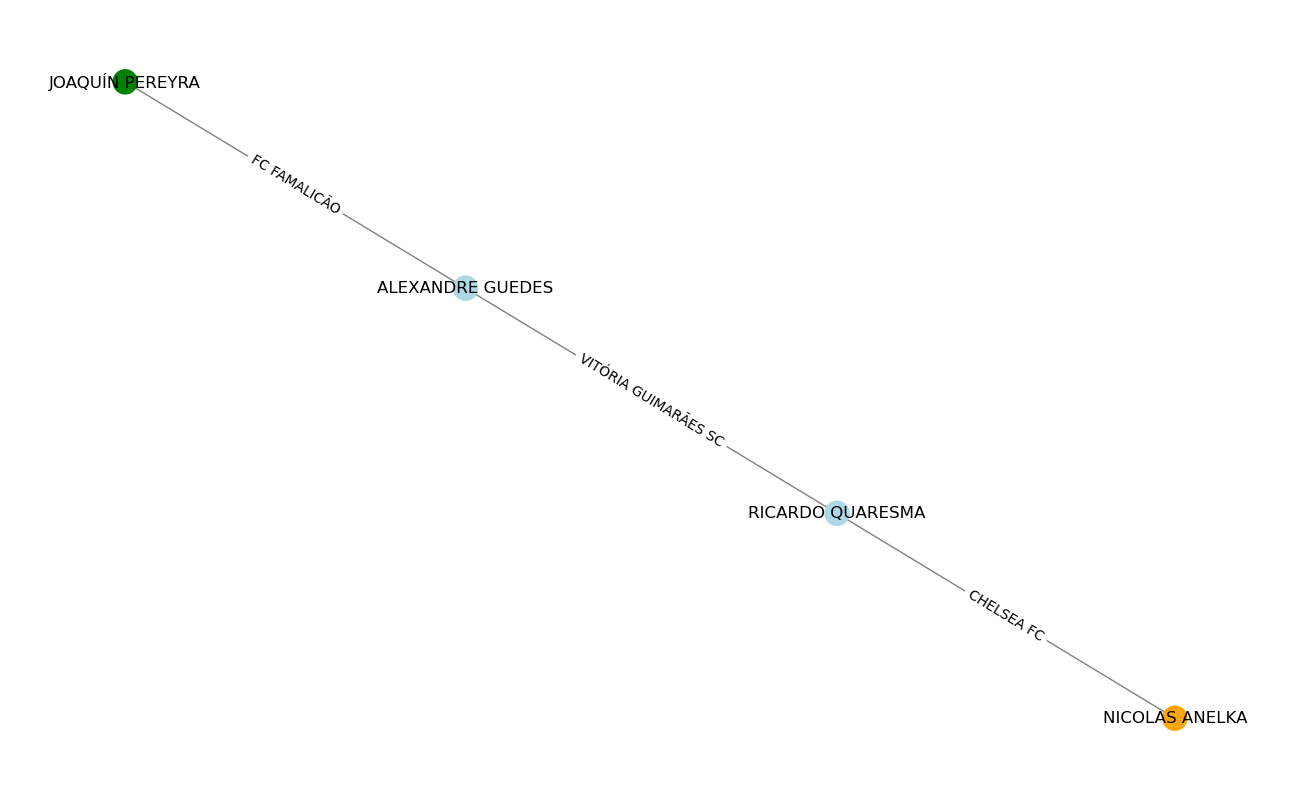 JOAQUÍN PEREYRA
FC FAMALICÃO
ALEXANDRE GUEDES
VITÓRIA GUIMARÃES SC
RICARDO QUARESMA
CHELSEA FC
NICOLAS ANELKA